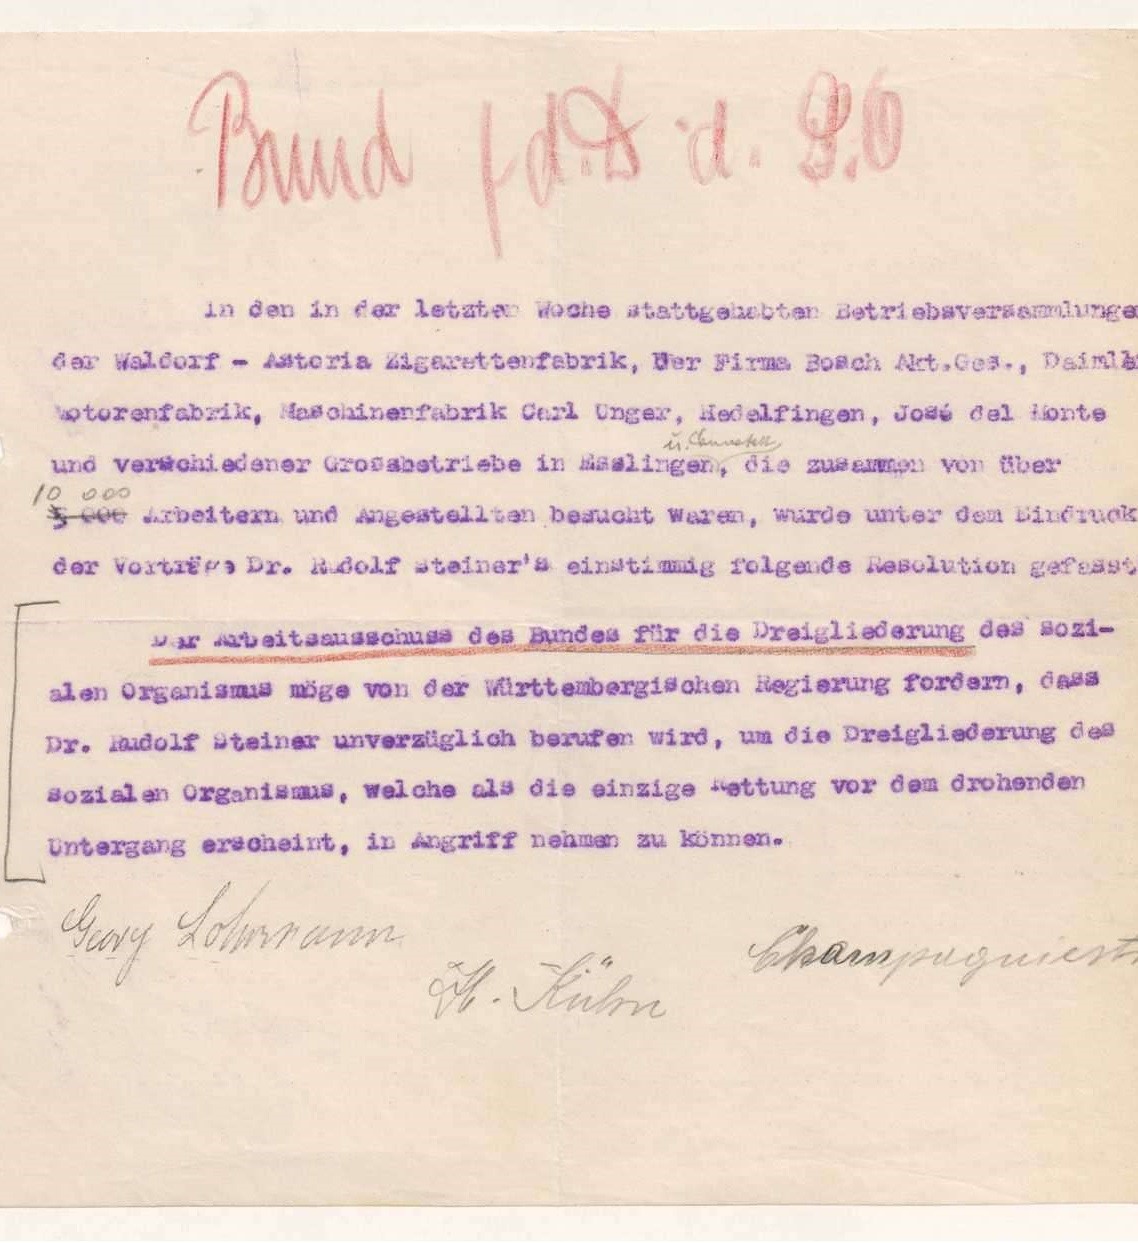 Bund f.d.D d. S.O
In den in der letzten Woche stattgehabten Betriebsversammlungen
der Waldorf - Astoria Zigarettenfabrik, Der Firma Bosch Akt.Ges., Daimle
Motorenfabrik, Maschinenfabrik Carl Unger, Hedelfingen, José del Monte
u. Cannstatt
und verschiedener Grossbetriebe in Esslingen, die zusammen von über
10 000
5 000 Arbeitern und Angestellten besucht waren, wurde unter dem Eindruck
der Vorträge Dr. Rudolf Steiner's einstimmig folgende Resolution gefasst
Der Arbeitsausschuss des Bundes für die Dreigliederung des sozi-
alen Organismus möge von der Württembergischen Regierung fordern, dass
Dr. Rudolf Steiner unverzüglich berufen wird, um die Dreigliederung des
sozialen Organismus, welche als die einzige Rettung vor dem drohenden
Untergang erscheint, in Angriff nehmen zu können.
Georg Lohrmann
H. Kühn
Champagniestr